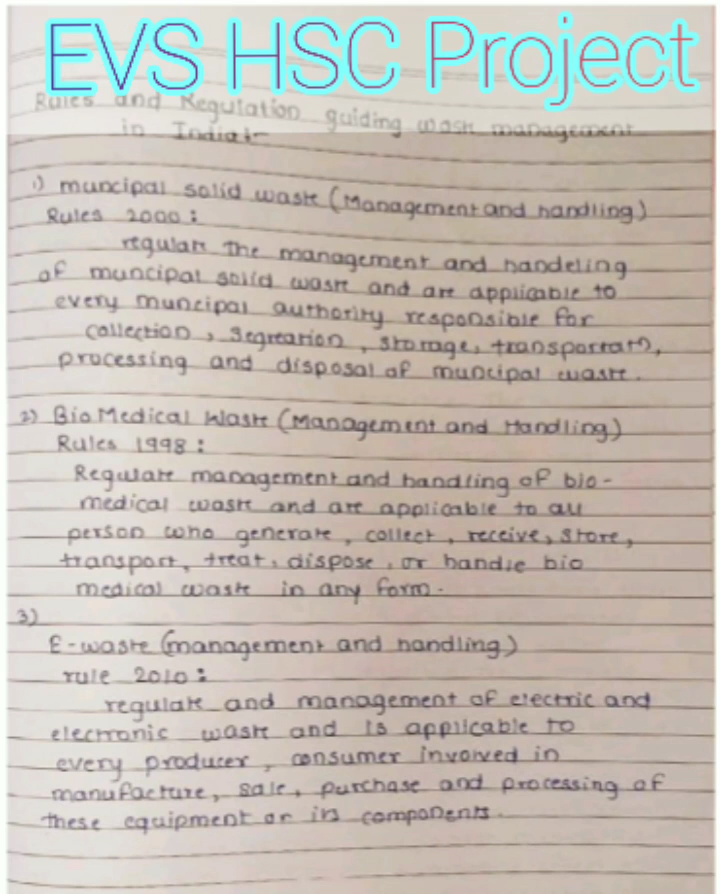 EVS HSC Project
Rules and Regulation guiding waste management
in India:-
1) muncipal solid waste (Management and handling)
Rules 2000:
regulate the management and handeling
of muncipal solid waste and are applicable to
every muncipal authority responsible for
collection, segreation, storage, transportatn,
processing and disposal of muncipal waste.
2) Bio Medical Waste (Management and Handling)
Rules 1998:
Regulate management and handling of bio-
medical waste and are applicable to all
person who generate, collect, receive, store,
transport, treat, dispose, or handle bio
medical waste in any form.
3)
E-waste (management and handling)
rule 2010:
regulate and management of electric and
electronic waste and is applicable to
every producer, consumer involved in
manufacture, sale, purchase and processing of
these equipment or its components.